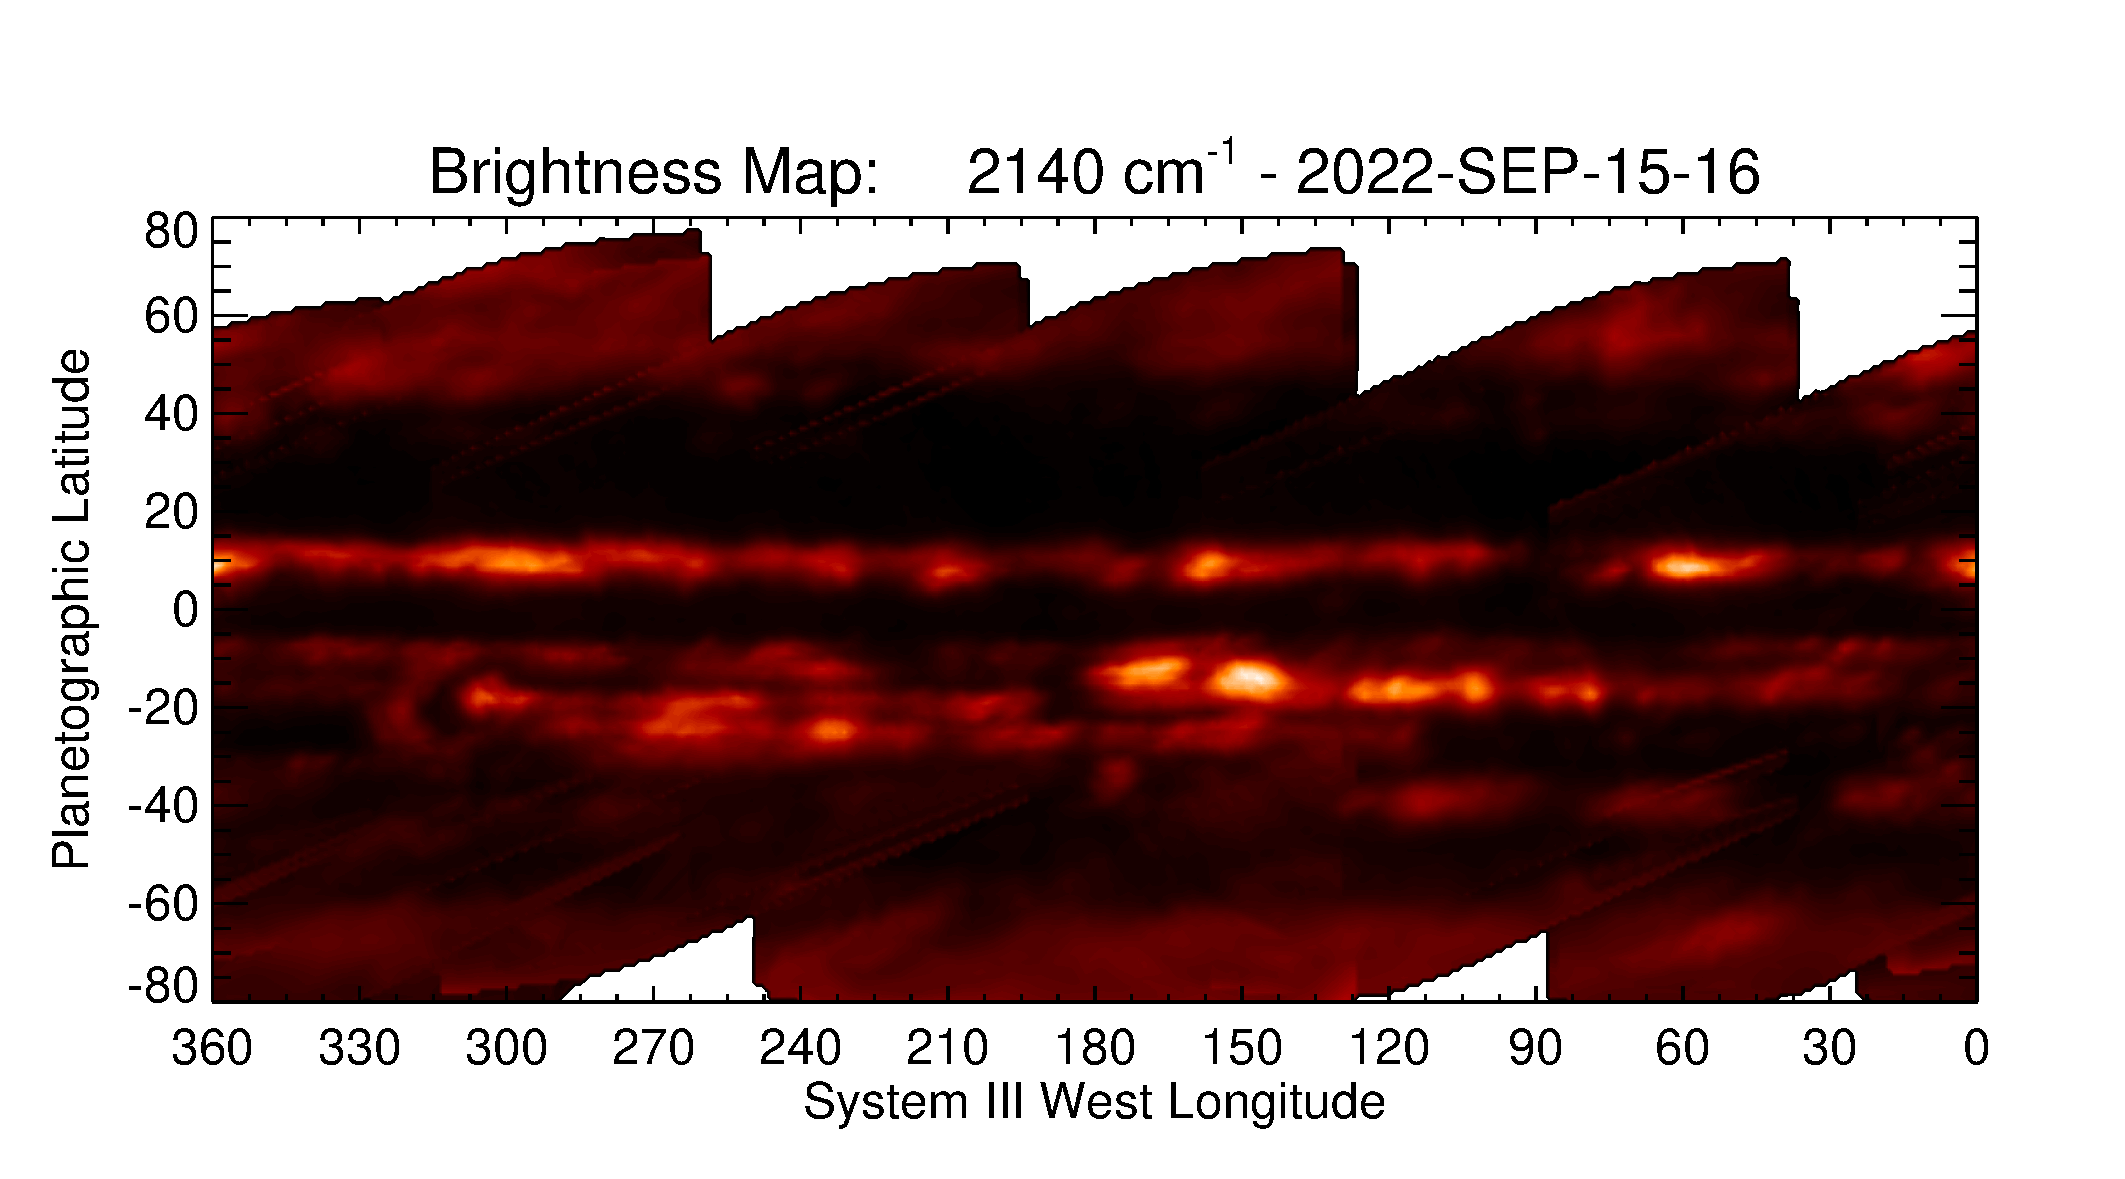 Brightness Map: 2140 cm⁻¹ - 2022-SEP-15-16
80
60
40
20
0
-20
-40
-60
-80
Planetographic Latitude
360 330 300 270 240 210 180 150 120 90 60 30 0
System III West Longitude